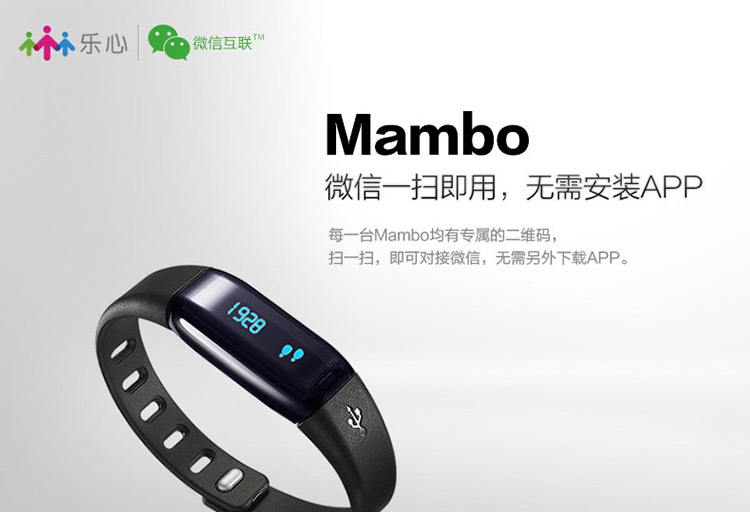 乐心
微信互联™
Mambo
微信一扫即用，无需安装APP
每一台Mambo均有专属的二维码，
扫一扫，即可对接微信，无需另外下载APP。
1928